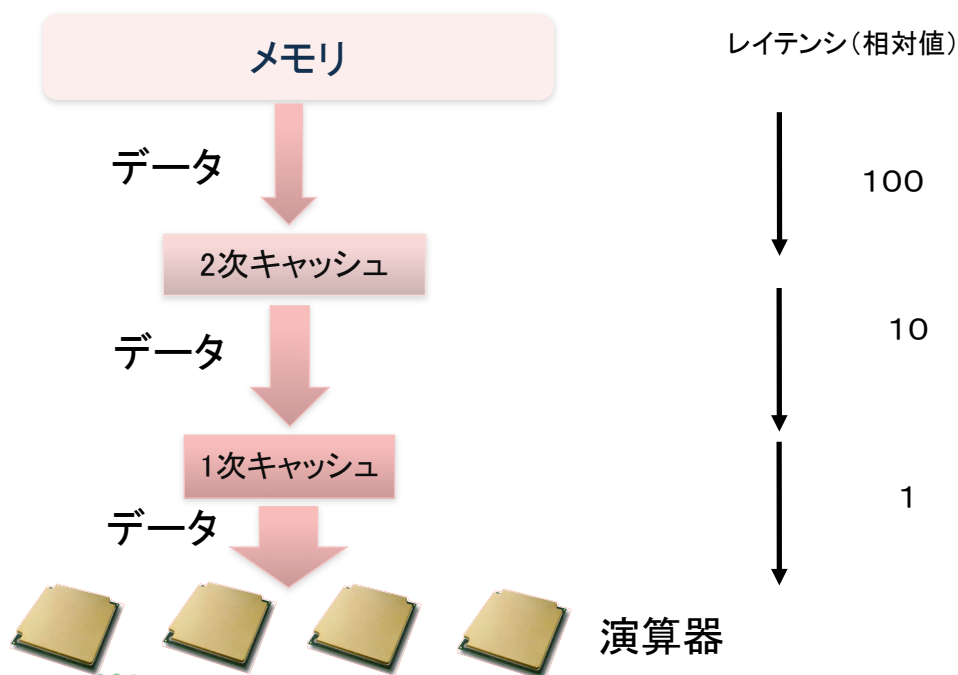 メモリ
レイテンシ(相対値)
データ
100
2次キャッシュ
データ
10
1次キャッシュ
データ
1
演算器